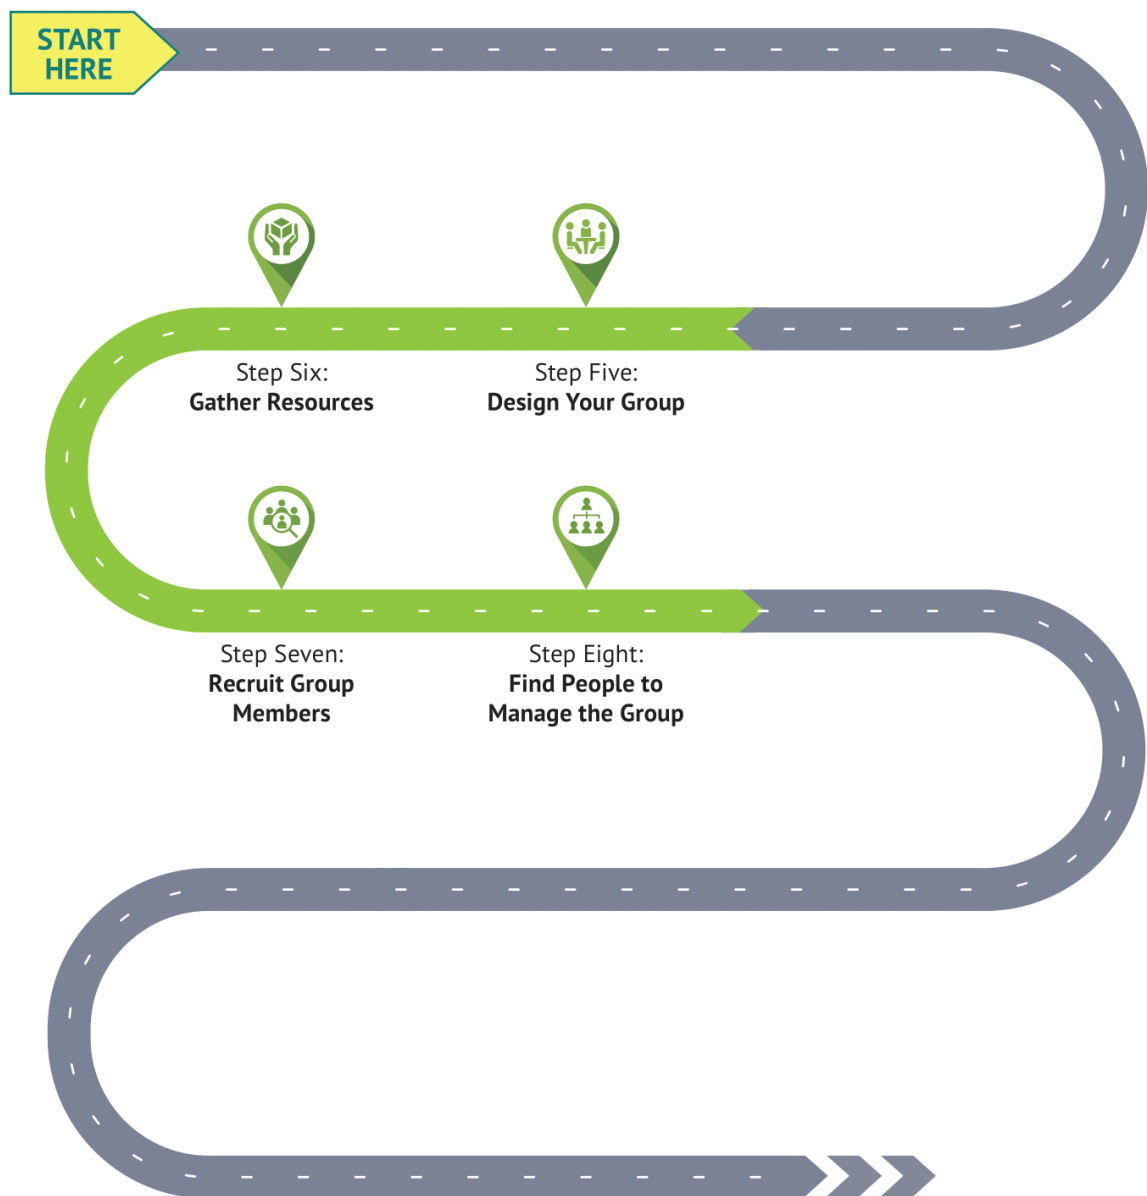 START
HERE
Step Six:
Gather Resources
Step Five:
Design Your Group
Step Seven:
Recruit Group
Members
Step Eight:
Find People to
Manage the Group